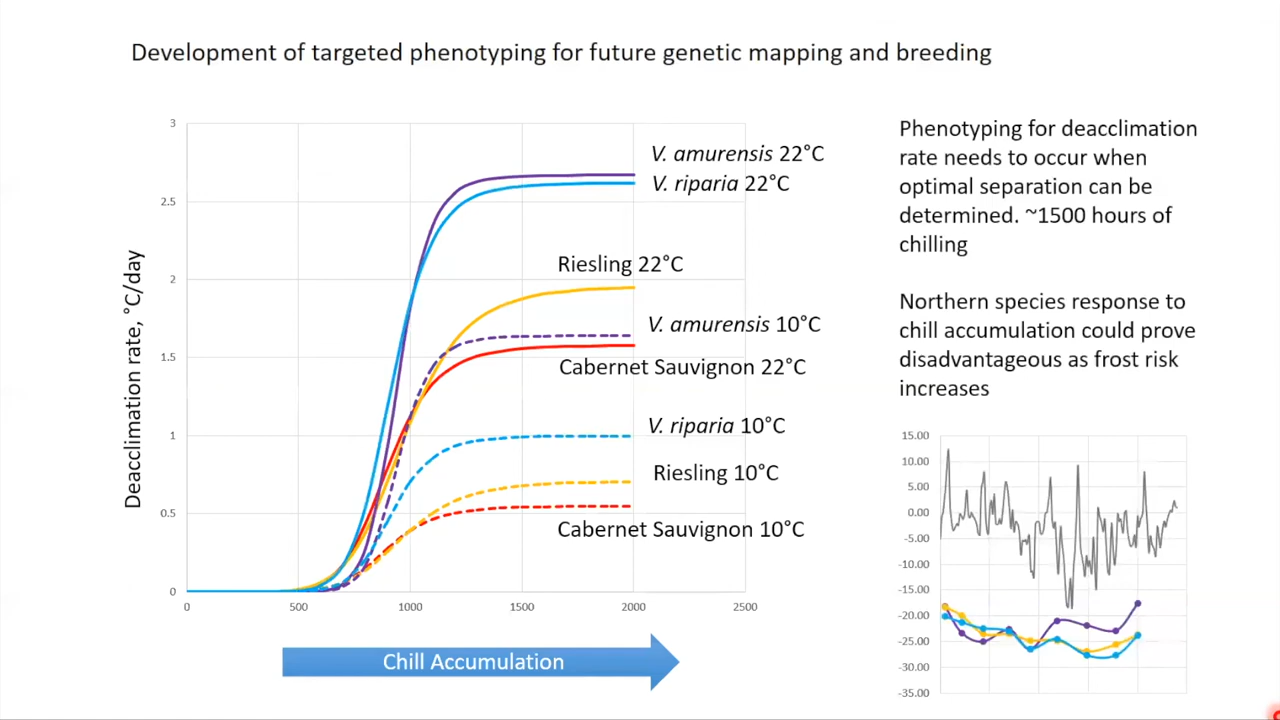 Development of targeted phenotyping for future genetic mapping and breeding
3
2.5
2
1.5
1
0.5
0
0
500
1000
1500
2000
2500
Deacclimation rate, °C/day
V. amurensis 22°C
V. riparia 22°C
Riesling 22°C
V. amurensis 10°C
Cabernet Sauvignon 22°C
V. riparia 10°C
Riesling 10°C
Cabernet Sauvignon 10°C
Chill Accumulation
Phenotyping for deacclimation
rate needs to occur when
optimal separation can be
determined. ~1500 hours of
chilling
Northern species response to
chill accumulation could prove
disadvantageous as frost risk
increases
15.00
10.00
5.00
0.00
-5.00
-10.00
-15.00
-20.00
-25.00
-30.00
-35.00